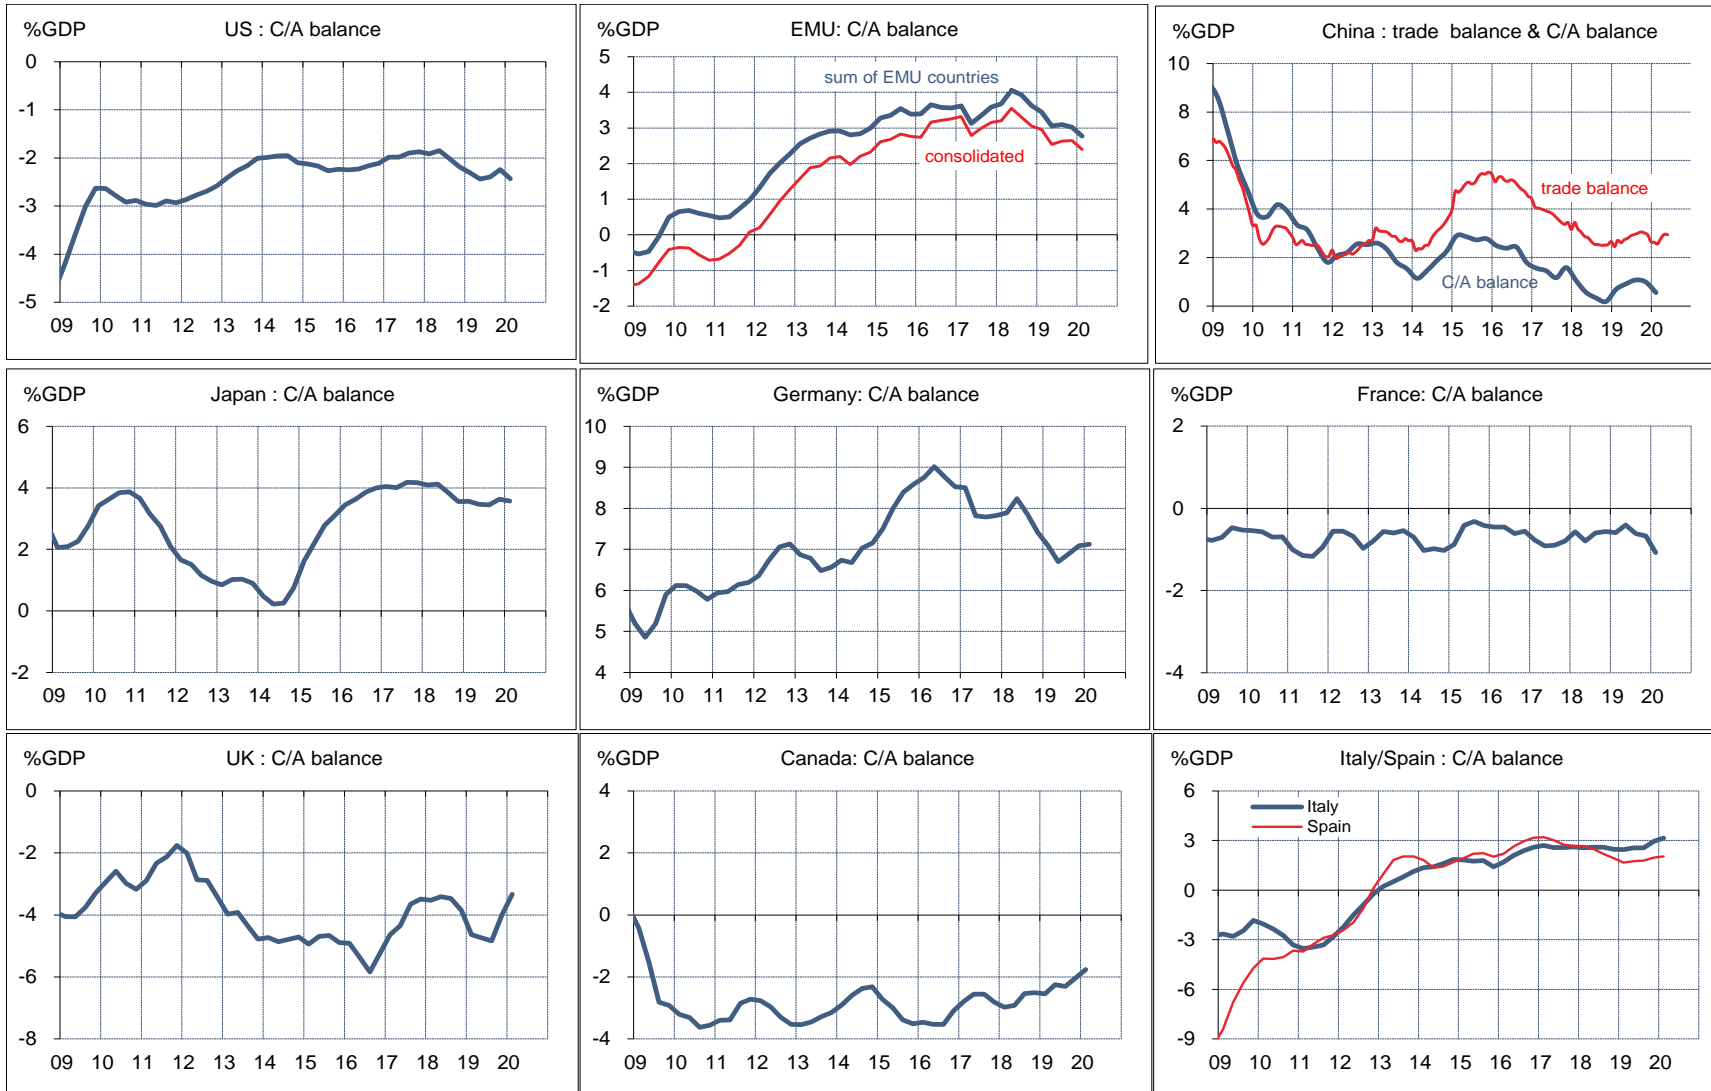 %GDP US : C/A balance
0
-1
-2
-3
-4
-5
09 10 11 12 13 14 15 16 17 18 19 20
%GDP EMU: C/A balance
5
sum of EMU countries
4
3
consolidated
2
1
0
-1
-2
09 10 11 12 13 14 15 16 17 18 19 20
%GDP China : trade balance & C/A balance
10
8
6
trade balance
4
2
C/A balance
0
09 10 11 12 13 14 15 16 17 18 19 20
%GDP Japan : C/A balance
6
4
2
0
-2
09 10 11 12 13 14 15 16 17 18 19 20
%GDP Germany: C/A balance
10
9
8
7
6
5
4
09 10 11 12 13 14 15 16 17 18 19 20
%GDP France: C/A balance
2
0
-2
-4
09 10 11 12 13 14 15 16 17 18 19 20
%GDP UK : C/A balance
-0
-2
-4
-6
-8
09 10 11 12 13 14 15 16 17 18 19 20
%GDP Canada: C/A balance
4
2
0
-2
-4
09 10 11 12 13 14 15 16 17 18 19 20
%GDP Italy/Spain : C/A balance
6
Italy
Spain
3
0
-3
-6
-9
09 10 11 12 13 14 15 16 17 18 19 20